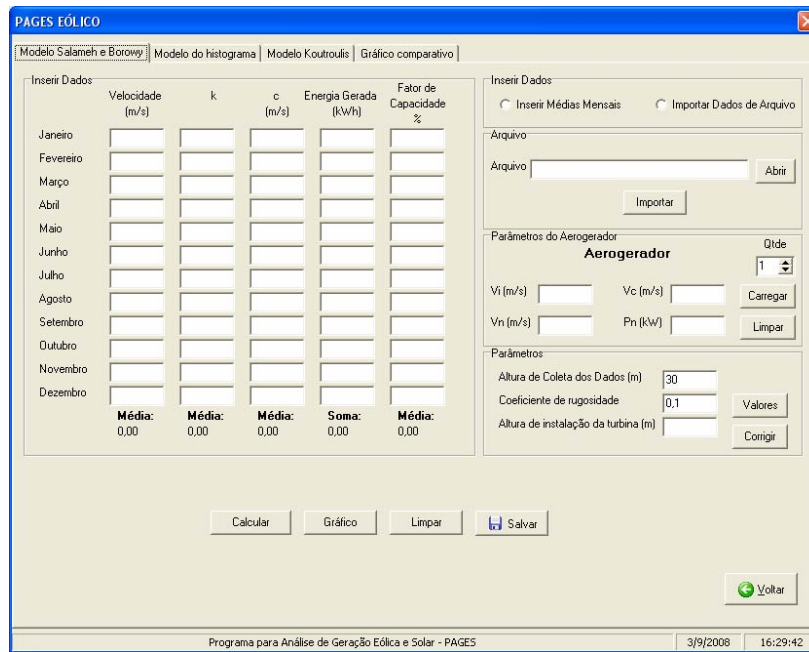 PAGES EÓLICO
Modelo Salameh e Borowy
Modelo do histograma
Modelo Koutroulis
Gráfico comparativo
Inserir Dados
Velocidade (m/s)
k
c (m/s)
Energia Gerada (kWh)
Fator de Capacidade %
Janeiro
Fevereiro
Março
Abril
Maio
Junho
Julho
Agosto
Setembro
Outubro
Novembro
Dezembro
Média: Média: Média: Soma: Média:
0,00 0,00 0,00 0,00 0,00
Inserir Dados
Inserir Médias Mensais
Importar Dados de Arquivo
Arquivo
Arquivo
Abrir
Importar
Parâmetros do Aerogerador
Aerogerador
Qtde
1
Vi (m/s)
Vc (m/s)
Carregar
Vn (m/s)
Pn (kW)
Limpar
Parâmetros
Altura de Coleta dos Dados (m) 30
Coeficiente de rugosidade 0,1
Valores
Altura de instalação da turbina (m)
Corrigir
Calcular
Gráfico
Limpar
Salvar
Voltar
Programa para Análise de Geração Eólica e Solar - PAGES
3/9/2008
16:29:42